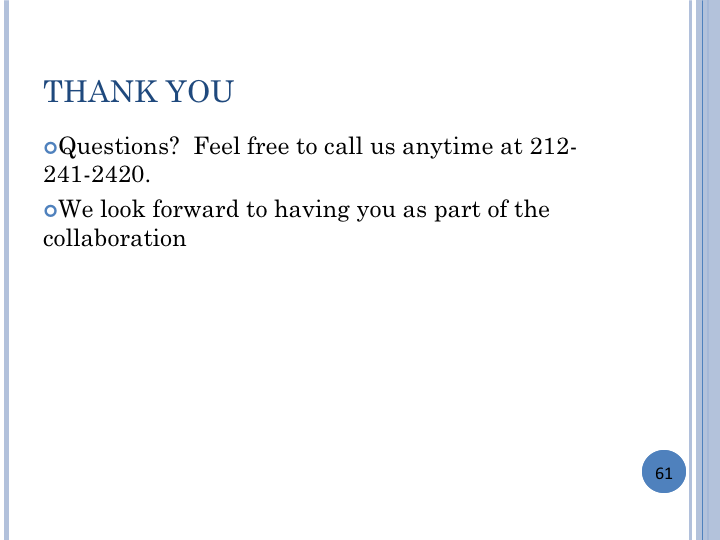 THANK YOU
Questions?  Feel free to call us anytime at 212-
241-2420.
We look forward to having you as part of the
collaboration
61